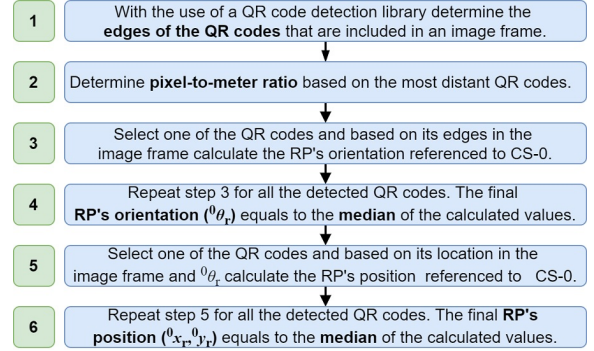 1
With the use of a QR code detection library determine the
edges of the QR codes that are included in an image frame.
2
Determine pixel-to-meter ratio based on the most distant QR codes.
3
Select one of the QR codes and based on its edges in the
image frame calculate the RP's orientation referenced to CS-0.
4
Repeat step 3 for all the detected QR codes. The final
RP's orientation (⁰θᵣ) equals to the median of the calculated values.
5
Select one of the QR codes and based on its location in the
image frame and ⁰θᵣ calculate the RP's position referenced to CS-0.
6
Repeat step 5 for all the detected QR codes. The final RP's
position (⁰xᵣ,⁰yᵣ) equals to the median of the calculated values.